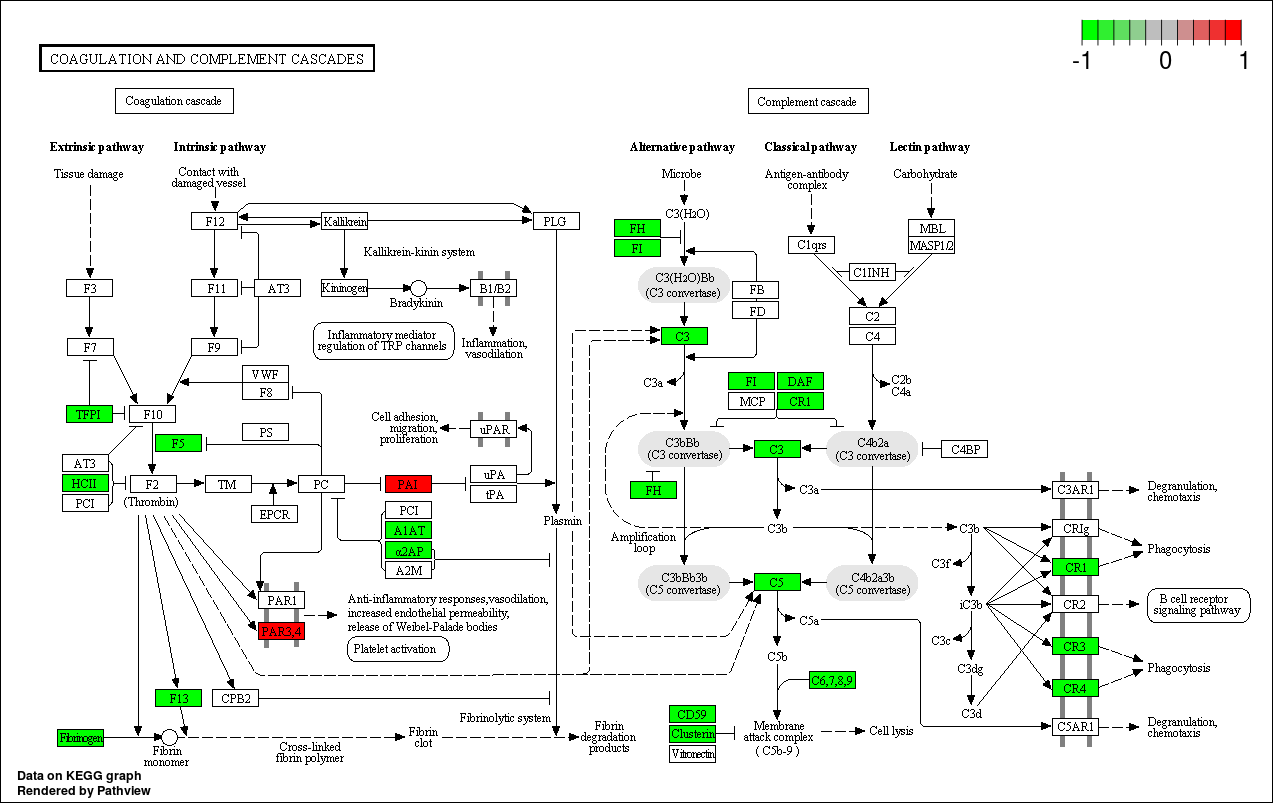 -1 0 1
COAGULATION AND COMPLEMENT CASCADES
Coagulation cascade
Complement cascade
Extrinsic pathway
Intrinsic pathway
Alternative pathway
Classical pathway
Lectin pathway
Tissue damage
Contact with
damaged vessel
Microbe
Antigen-antibody
complex
Carbohydrate
F12
Kallikrein
PLG
C3(H2O)
FH
FI
C1qrs
MBL
MASP1/2
Kallikrein-kinin system
C1INH
F3
F11
AT3
Kininogen
Bradykinin
B1/B2
C3(H2O)Bb
(C3 convertase)
FB
FD
C2
C4
Inflammatory mediator
regulation of TRP channels
Inflammation,
vasodilation
C3
F7
F9
VWF
F8
C3a
FI
DAF
MCP
CR1
C2b
C4a
TFPI
F10
F5
PS
Cell adhesion,
migration,
proliferation
uPAR
C3bBb
(C3 convertase)
C3
C4b2a
(C3 convertase)
C4BP
AT3
HCII
PCI
F2
(Thrombin)
TM
EPCR
PC
PAI
uPA
tPA
FH
C3a
C3AR1
Degranulation,
chemotaxis
PCI
A1AT
α2AP
A2M
Plasmin
Amplification
loop
C3b
C3b
CRIg
Phagocytosis
C3f
CR1
C3bBb3b
(C5 convertase)
C5
C4b2a3b
(C5 convertase)
PAR1
PAR3,4
Anti-inflammatory responses,vasodilation,
increased endothelial permeability,
release of Weibel-Palade bodies
Platelet activation
iC3b
CR2
B cell receptor
signaling pathway
C5a
C3c
CR3
C5b
C3dg
Phagocytosis
C6,7,8,9
CR4
F13
CPB2
C3d
Fibrinolytic system
CD59
Clusterin
Vitronectin
Membrane
attack complex
( C5b-9 )
Cell lysis
C5AR1
Degranulation,
chemotaxis
Fibrinogen
Fibrin
monomer
Cross-linked
fibrin polymer
Fibrin
clot
Fibrin
degradation
products
Data on KEGG graph
Rendered by Pathview